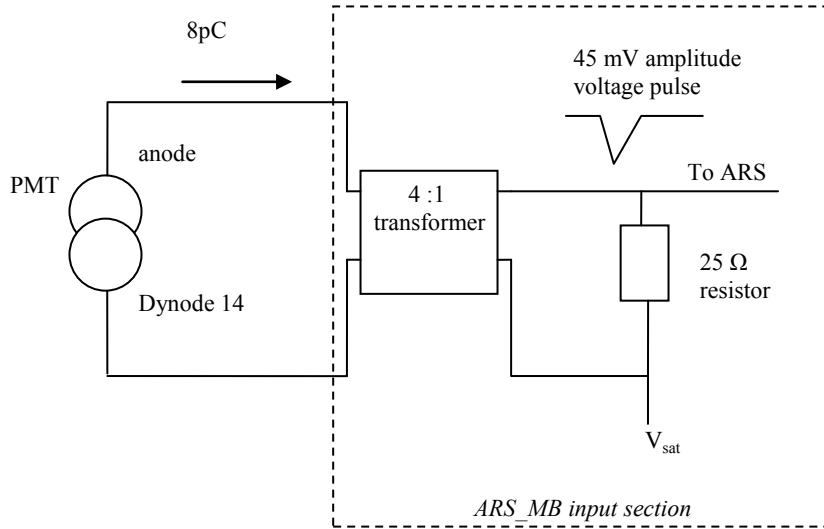 8pC
45 mV amplitude
voltage pulse
anode
PMT
4 :1
transformer
To ARS
25 Ω
resistor
Dynode 14
Vsat
ARS_MB input section